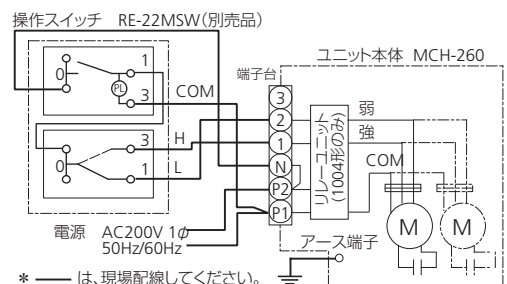 操作スイッチ RE-22MSW（別売品）
ユニット本体 MCH-260
端子台
0
1
PL
3
COM
0
3
H
1
L
3
2
1
N
P2
P1
リレーユニット
(1004形のみ)
弱
強
COM
M
M
電源 AC200V 1φ
50Hz/60Hz
アース端子
＊ は、現場配線してください。